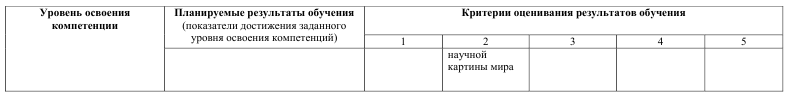 Уровень освоения
компетенции
Планируемые результаты обучения
(показатели достижения заданного
уровня освоения компетенций)
Критерии оценивания результатов обучения
1 2 3 4 5
научной
картины мира